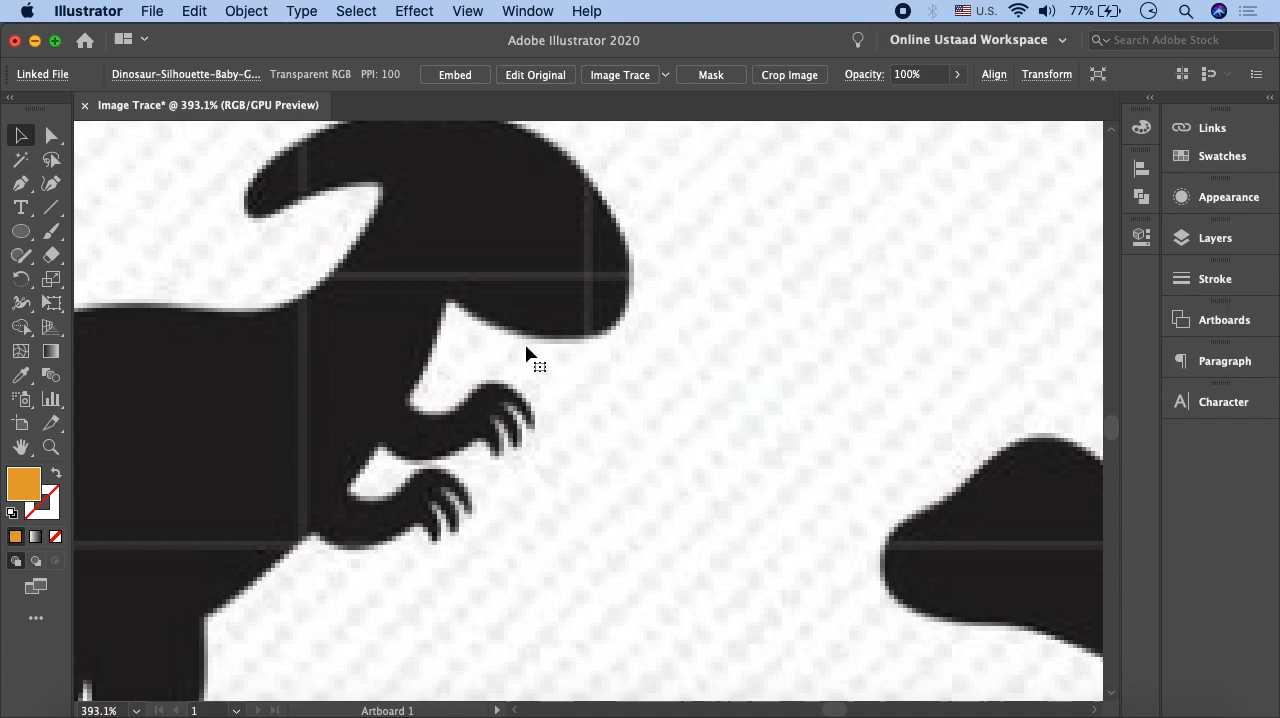 Illustrator File Edit Object Type Select Effect View Window Help U.S. 77%
Adobe Illustrator 2020 Online Ustaad Workspace Search Adobe Stock
Linked File Dinosaur-Silhouette-Baby-G... Transparent RGB PPI: 100 Embed Edit Original Image Trace Mask Crop Image Opacity: 100% Align Transform
× Image Trace* @ 393.1% (RGB/GPU Preview)
Links
Swatches
Appearance
Layers
Stroke
Artboards
Paragraph
Character
393.1% 1 Artboard 1